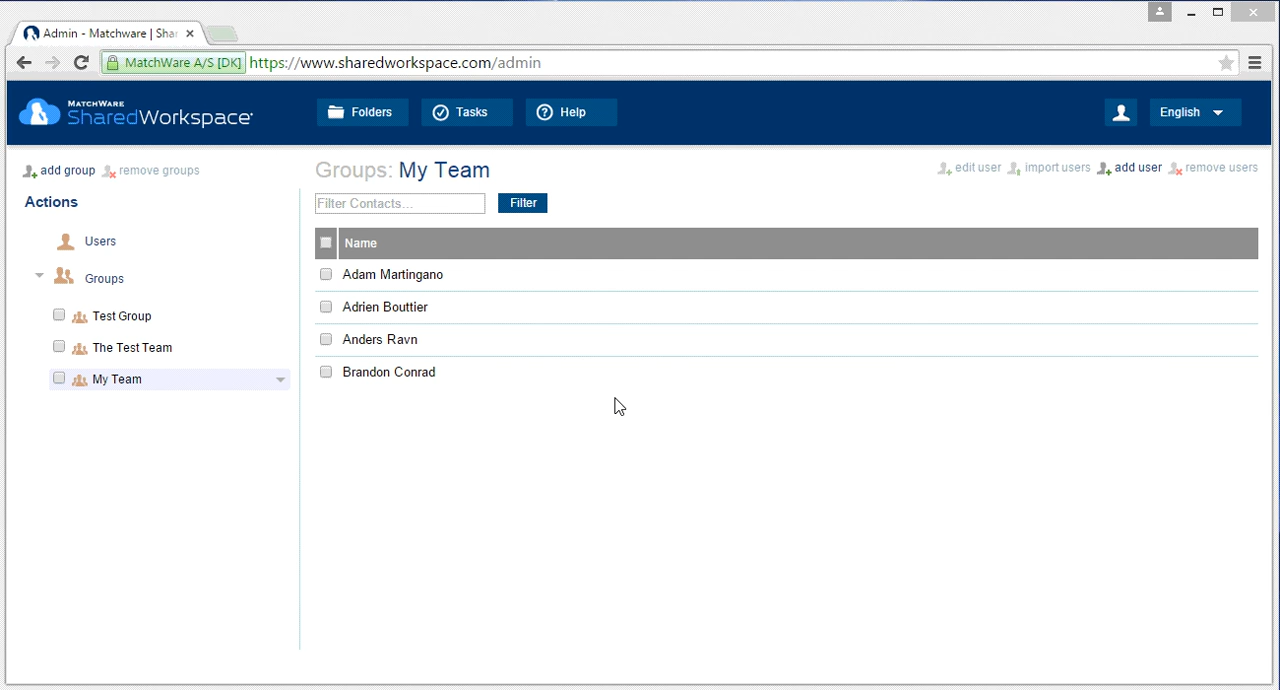 Admin - Matchware | Shar
MatchWare A/S [DK] https://www.sharedworkspace.com/admin
MATCHWARE
SharedWorkspace
Folders
Tasks
Help
English
add group
remove groups
Groups: My Team
edit user
import users
add user
remove users
Actions
Filter Contacts...
Filter
Users
Groups
Test Group
The Test Team
My Team
Name
Adam Martingano
Adrien Bouttier
Anders Ravn
Brandon Conrad